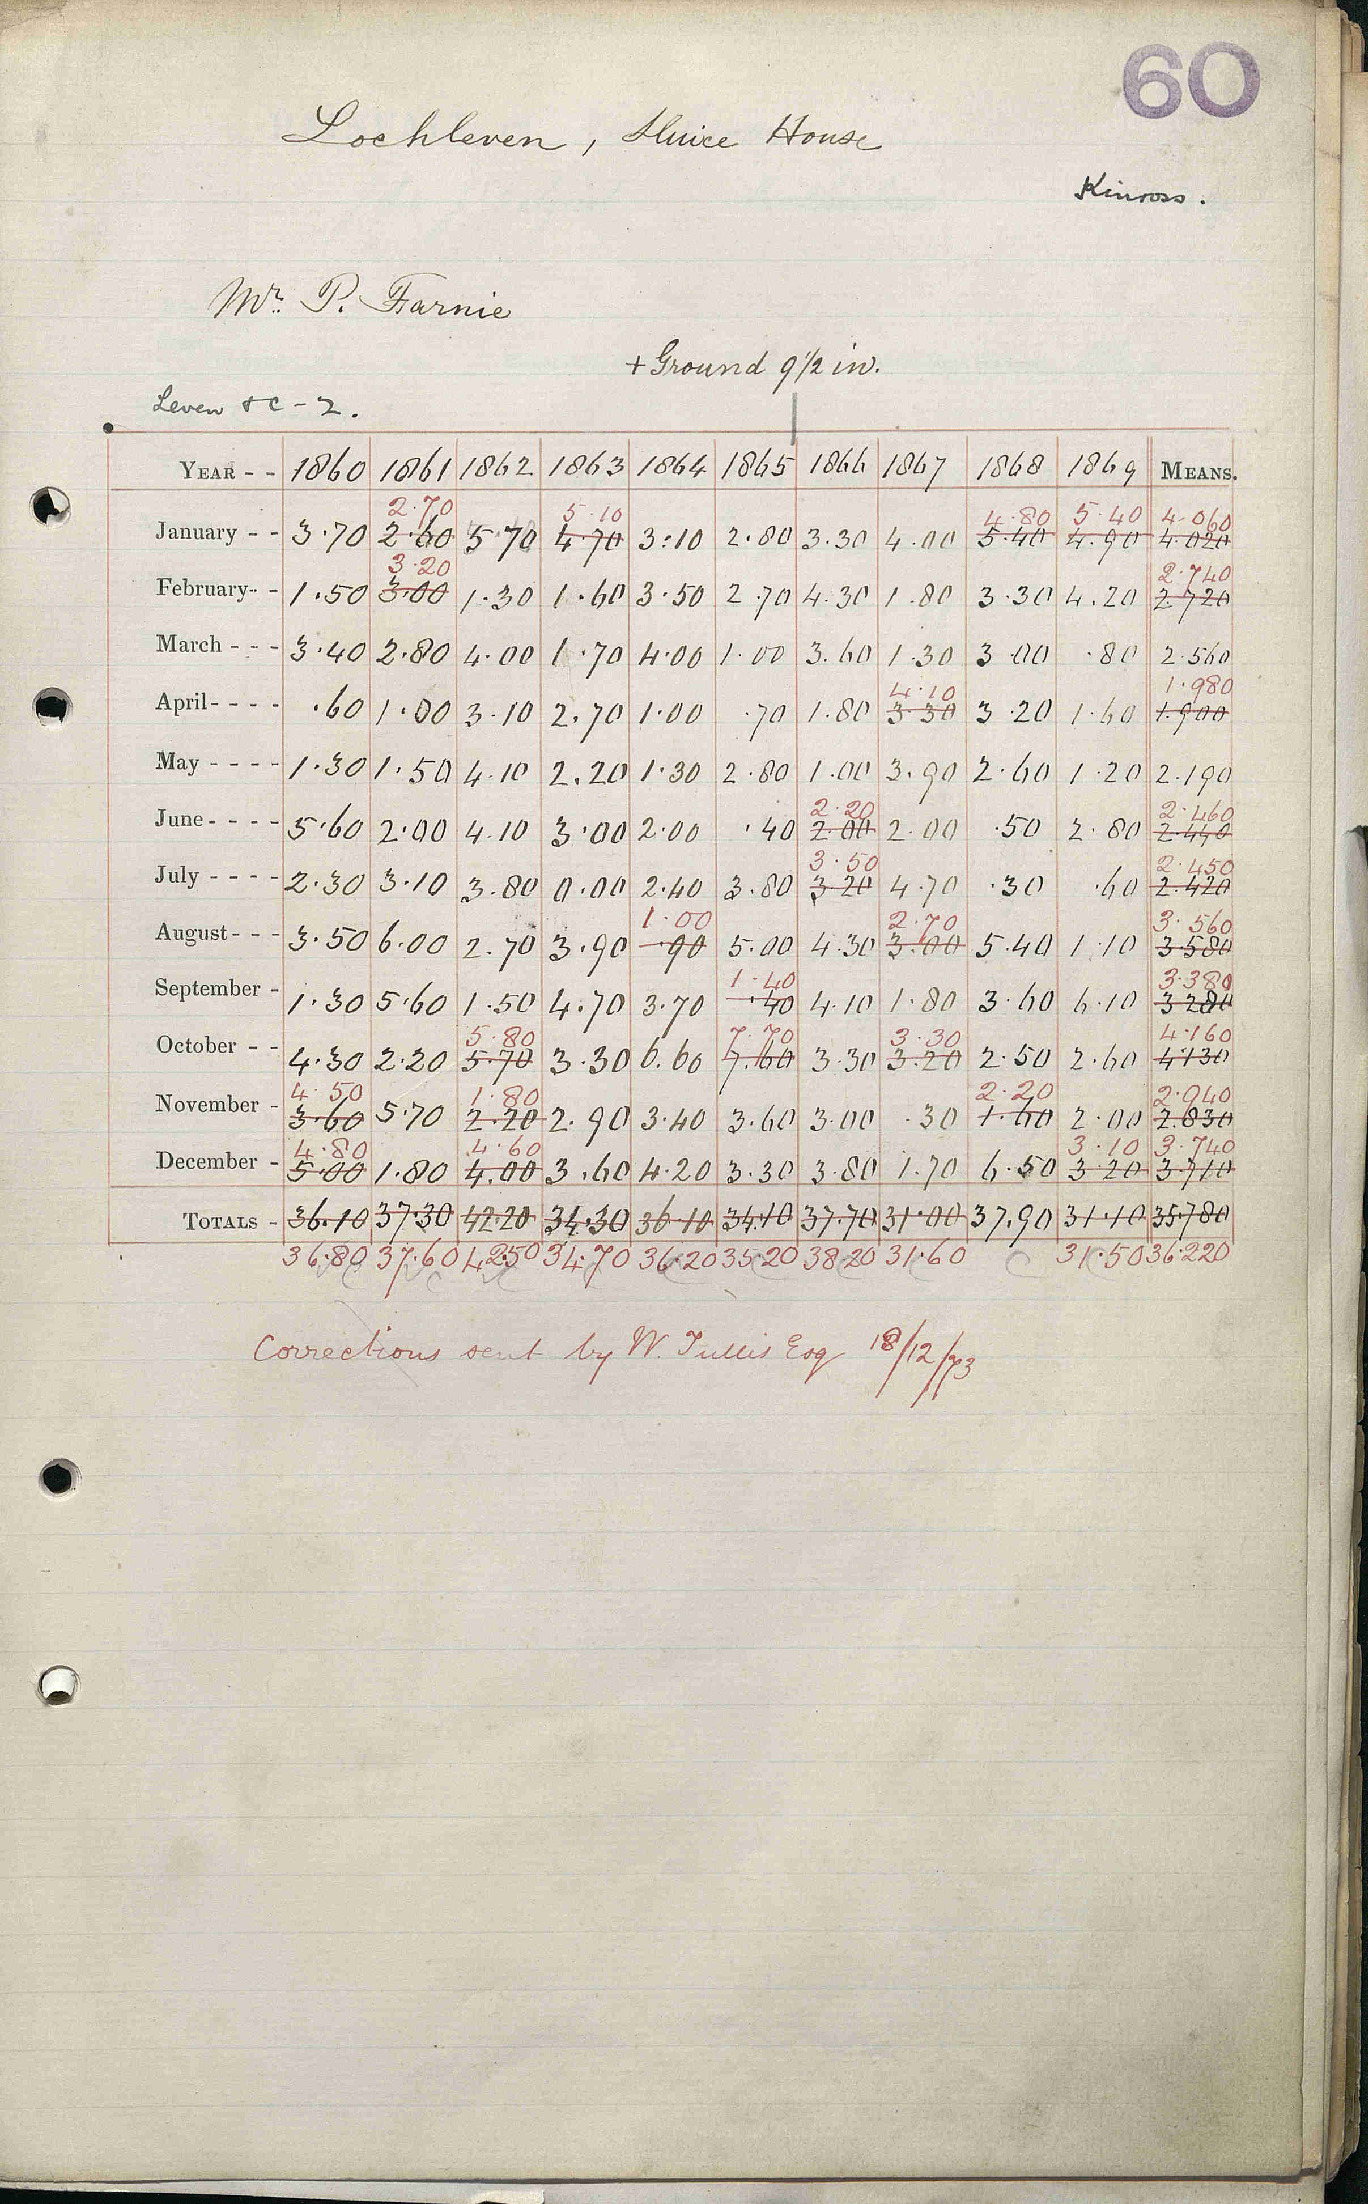 60
Lochleven, Sluice House
Kinross.
Mr. P. Farnie
+ Ground 9 1/2 in.
Leven &c - 2.
YEAR - - 1860 1861 1862 1863 1864 1865 1866 1867 1868 1869 MEANS.
2.70 5.10 4.80 5.40 4.060
January - - 3.70 2.60 5.70 4.70 3.10 2.80 3.30 4.00 5.40 4.90 4.020
3.20 2.740
February- - 1.50 3.00 1.30 1.60 3.50 2.70 4.30 1.80 3.30 4.20 2.720
March - - - 3.40 2.80 4.00 1.70 4.00 1.00 3.60 1.30 3.00 .80 2.560
4.10 1.980
April- - - - .60 1.00 3.10 2.70 1.00 .70 1.80 3.30 3.20 1.60 1.900
May - - - - 1.30 1.50 4.10 2.20 1.30 2.80 1.00 3.90 2.60 1.20 2.190
2.20 2.460
June- - - - 5.60 2.00 4.10 3.00 2.00 .40 2.00 2.00 .50 2.80 2.440
3.50 2.450
July - - - - 2.30 3.10 3.80 0.00 2.40 3.80 3.20 4.70 .30 .60 2.420
1.00 2.70 3.560
August- - - 3.50 6.00 2.70 3.90 .90 5.00 4.30 3.00 5.40 1.10 3.580
1.40 3.380
September - 1.30 5.60 1.50 4.70 3.70 .40 4.10 1.80 3.60 6.10 3.280
5.80 7.70 3.30 4.160
October - - 4.30 2.20 5.70 3.30 6.60 7.60 3.30 3.20 2.50 2.60 4.130
4.50 1.80 2.20 2.940
November - 3.60 5.70 2.20 2.90 3.40 3.60 3.00 .30 1.60 2.00 2.830
4.80 4.60 3.10 3.740
December - 5.00 1.80 4.00 3.60 4.20 3.30 3.80 1.70 6.50 3.20 3.710
TOTALS - 36.10 37.30 42.20 34.30 36.10 34.10 37.70 31.00 37.90 31.10 35.780
36.80 37.60 42.50 34.70 36.20 35.20 38.20 31.60 31.50 36.220
Corrections sent by W. Tullis Esq 18/12/73